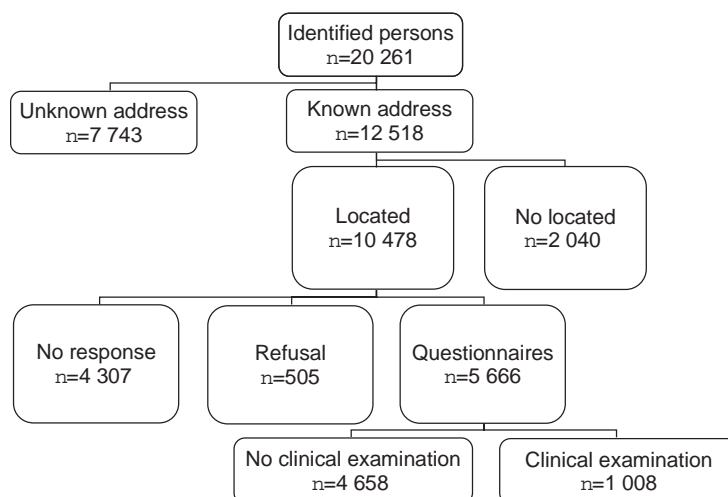 Identified persons
n=20 261
Unknown address
n=7 743
Known address
n=12 518
Located
n=10 478
No located
n=2 040
No response
n=4 307
Refusal
n=505
Questionnaires
n=5 666
No clinical examination
n=4 658
Clinical examination
n=1 008